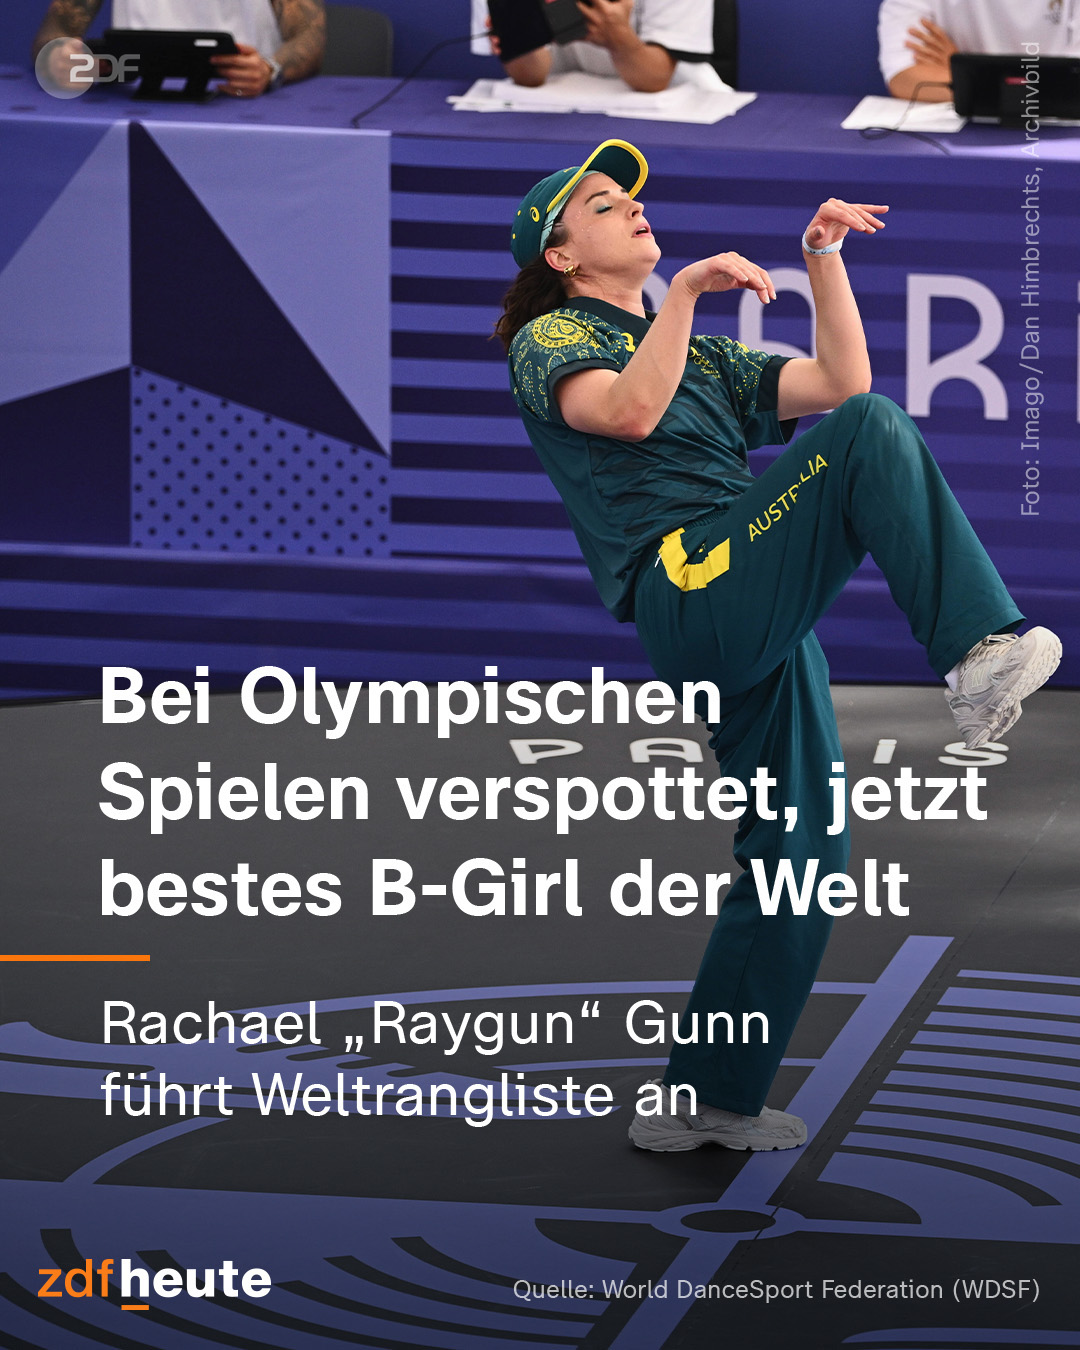 ZDF
Foto: Imago/Dan Himbrechts, Archivbild
AUSTRALIA
PARIS
Bei Olympischen
Spielen verspottet, jetzt
bestes B-Girl der Welt
Rachael „Raygun“ Gunn
führt Weltrangliste an
zdfheute
Quelle: World DanceSport Federation (WDSF)